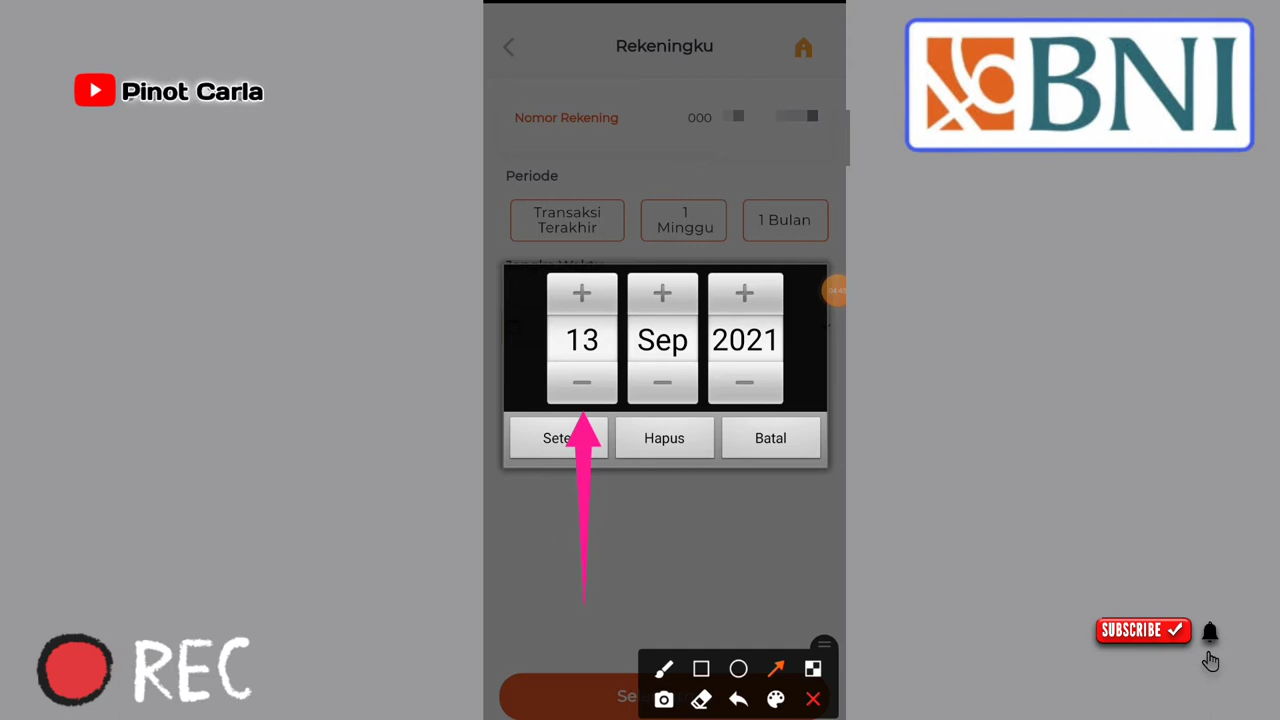 Pinot Carla
BNI
Rekeningku
Nomor Rekening 000
Periode
Transaksi
Terakhir
1
Minggu
1 Bulan
+ + +
13 Sep 2021
Hapus
Batal
REC
SUBSCRIBE